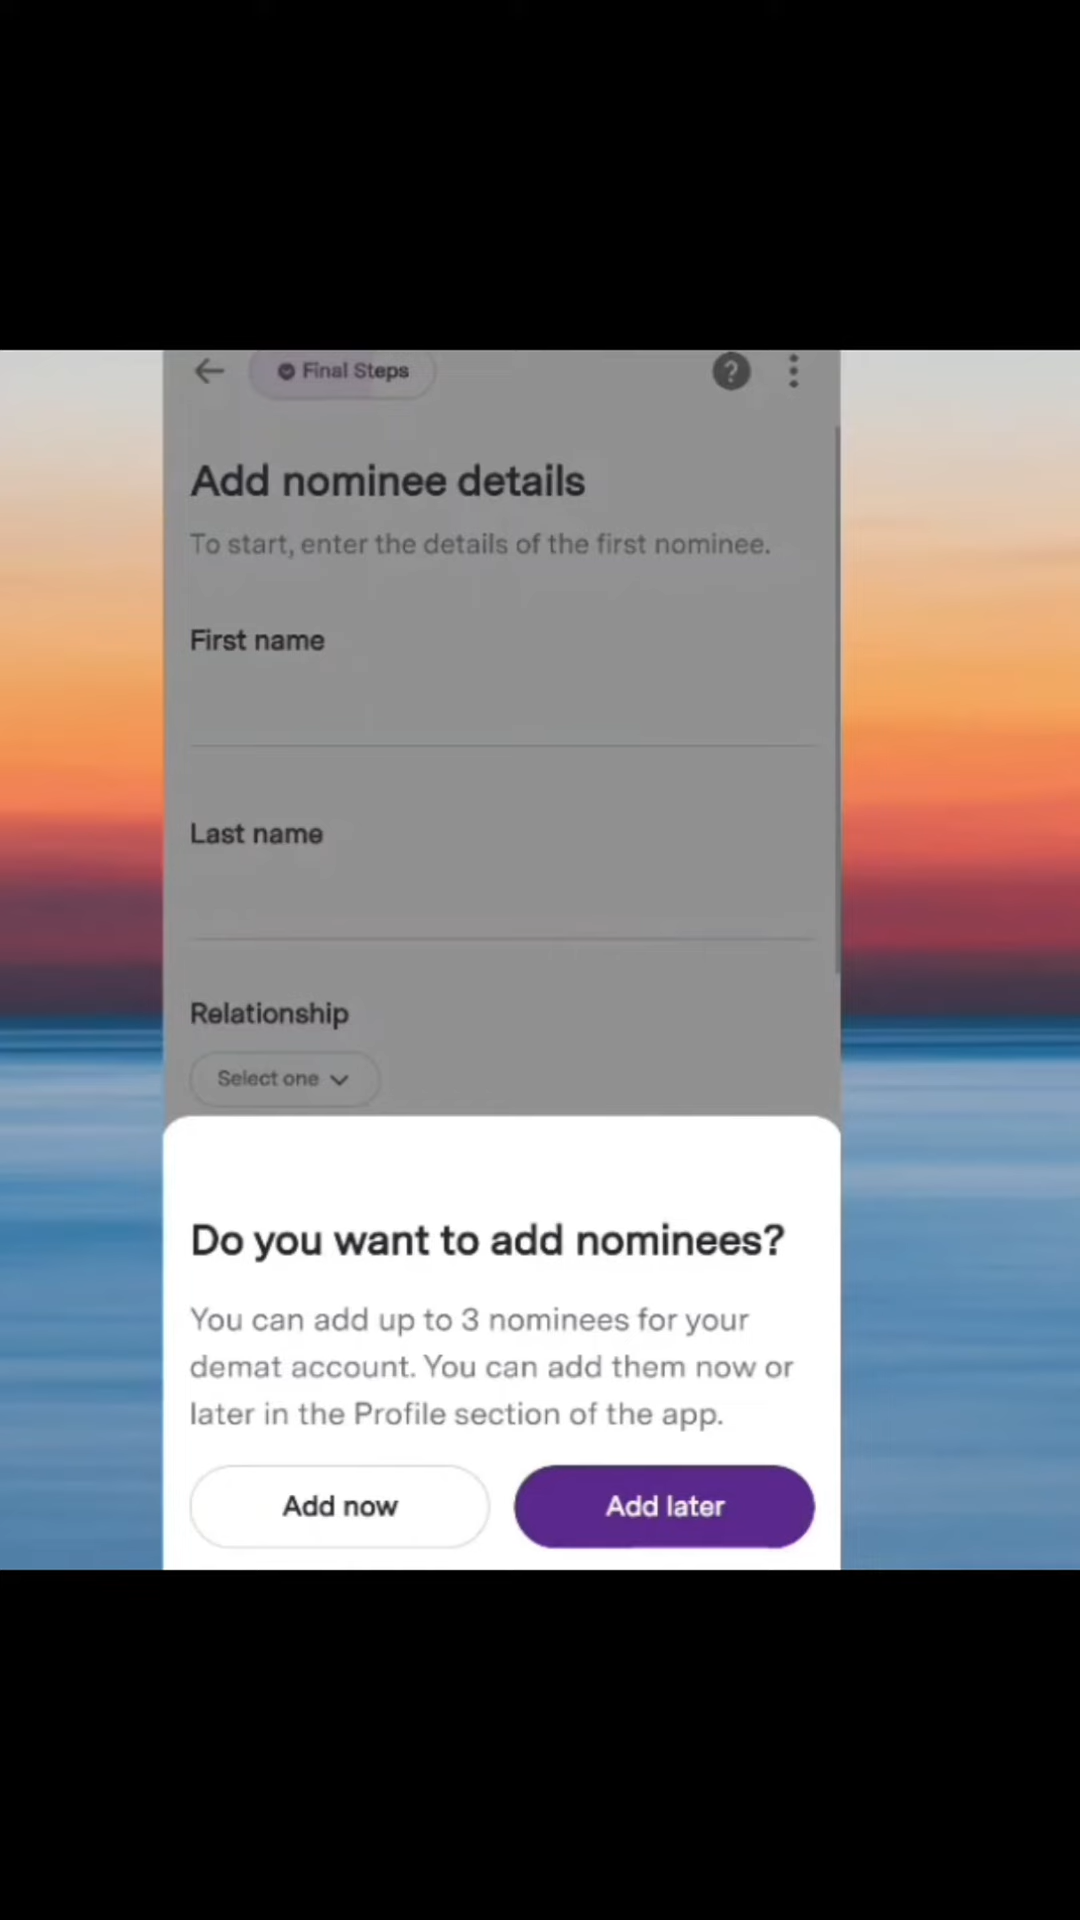 Final Steps
?
Add nominee details
To start, enter the details of the first nominee.
First name
Last name
Relationship
Select one
Do you want to add nominees?
You can add up to 3 nominees for your
demat account. You can add them now or
later in the Profile section of the app.
Add now
Add later